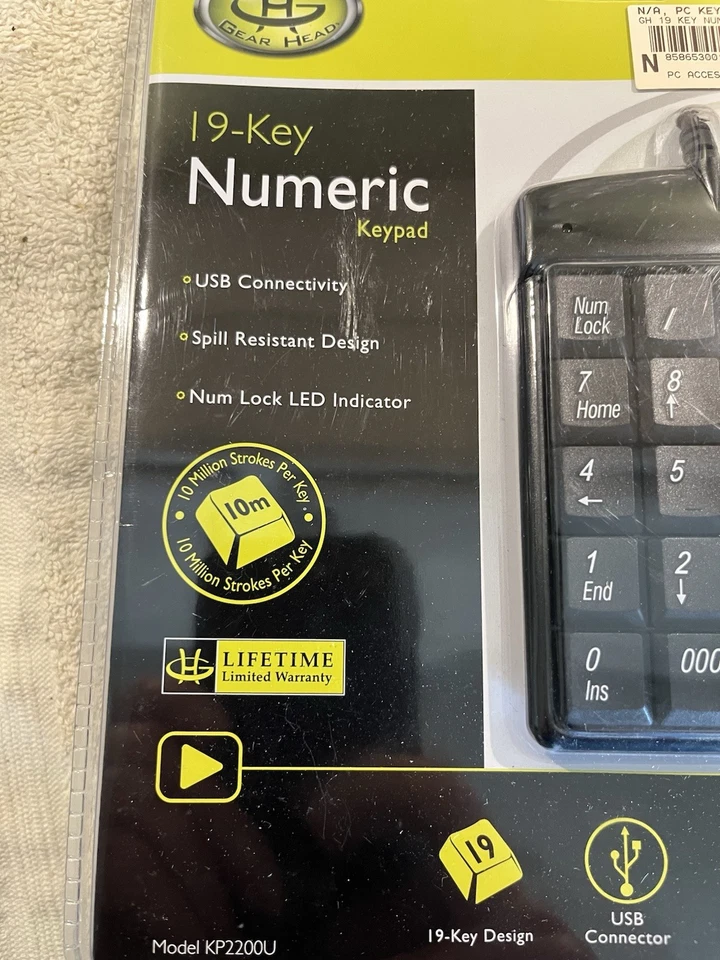 GEAR HEAD
N/A, PC KEY
GH 19 KEY NUM
N 85865300
PC ACCES
19-Key
Numeric
Keypad
USB Connectivity
Spill Resistant Design
Num Lock LED Indicator
10 Million Strokes Per Key
10m
10 Million Strokes Per Key
LIFETIME
Limited Warranty
Num
Lock
/
7
Home
8
↑
4
←
5
1
End
2
↓
0
Ins
000
19
19-Key Design
USB
Connector
Model KP2200U